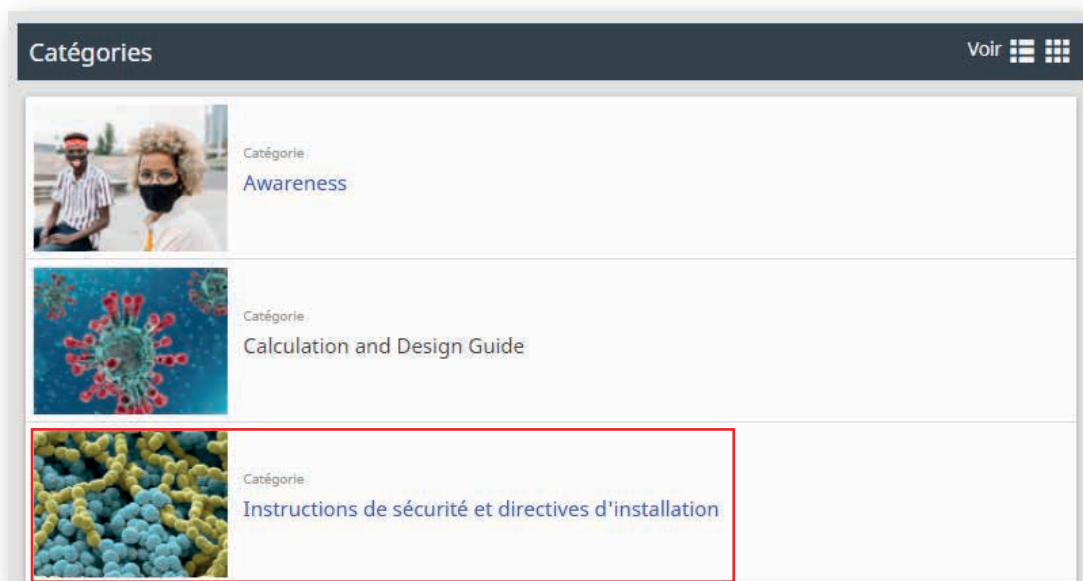 Catégories
Voir
Catégorie
Awareness
Catégorie
Calculation and Design Guide
Catégorie
Instructions de sécurité et directives d'installation